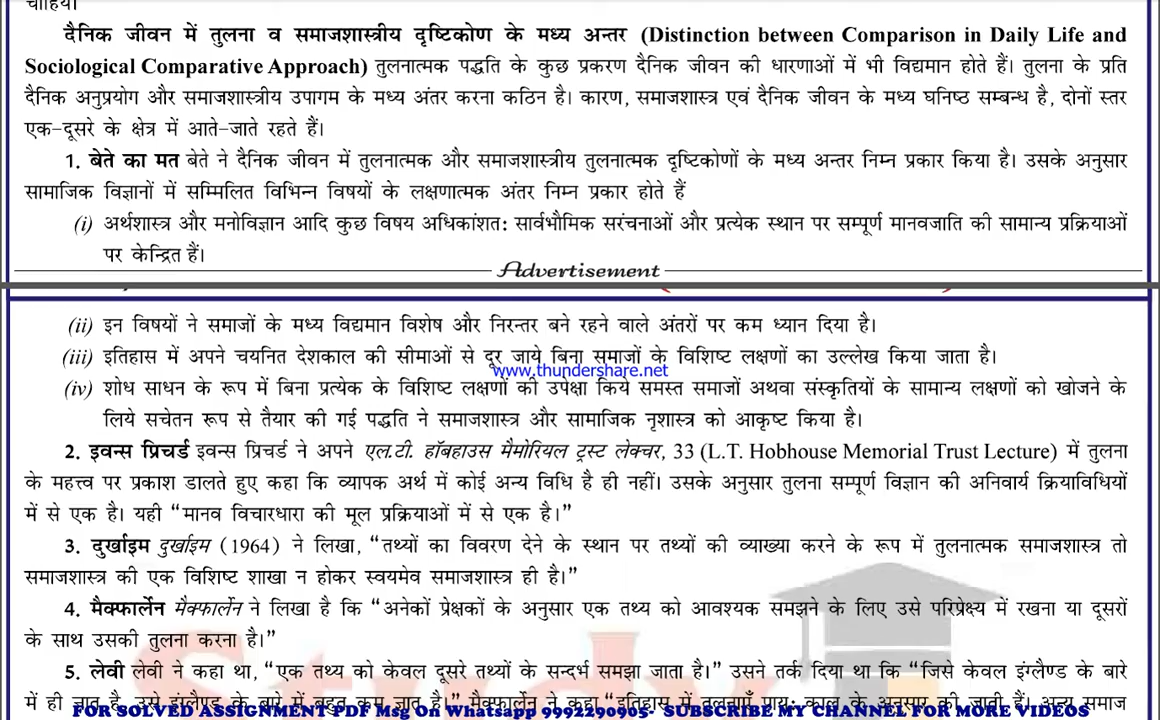 चाहिये।
दैनिक जीवन में तुलना व समाजशास्त्रीय दृष्टिकोण के मध्य अन्तर (Distinction between Comparison in Daily Life and
Sociological Comparative Approach) तुलनात्मक पद्धति के कुछ प्रकरण दैनिक जीवन की धारणाओं में भी विद्यमान होते हैं। तुलना के प्रति
दैनिक अनुप्रयोग और समाजशास्त्रीय उपागम के मध्य अंतर करना कठिन है। कारण, समाजशास्त्र एवं दैनिक जीवन के मध्य घनिष्ठ सम्बन्ध है, दोनों स्तर
एक-दूसरे के क्षेत्र में आते-जाते रहते हैं।
1. बेते का मत बेते ने दैनिक जीवन में तुलनात्मक और समाजशास्त्रीय तुलनात्मक दृष्टिकोणों के मध्य अन्तर निम्न प्रकार किया है। उसके अनुसार
सामाजिक विज्ञानों में सम्मिलित विभिन्न विषयों के लक्षणात्मक अंतर निम्न प्रकार होते हैं
(i) अर्थशास्त्र और मनोविज्ञान आदि कुछ विषय अधिकांशत: सार्वभौमिक सरंचनाओं और प्रत्येक स्थान पर सम्पूर्ण मानवजाति की सामान्य प्रक्रियाओं
पर केन्द्रित हैं।
Advertisement
(ii) इन विषयों ने समाजों के मध्य विद्यमान विशेष और निरन्तर बने रहने वाले अंतरों पर कम ध्यान दिया है।
(iii) इतिहास में अपने चयनित देशकाल की सीमाओं से दूर जाये बिना समाजों के विशिष्ट लक्षणों का उल्लेख किया जाता है।
www.thundershare.net
(iv) शोध साधन के रूप में बिना प्रत्येक के विशिष्ट लक्षणों की उपेक्षा किये समस्त समाजों अथवा संस्कृतियों के सामान्य लक्षणों को खोजने के
लिये सचेतन रूप से तैयार की गई पद्धति ने समाजशास्त्र और सामाजिक नृशास्त्र को आकृष्ट किया है।
2. इवन्स प्रिचर्ड इवन्स प्रिचर्ड ने अपने एल.टी. हॉबहाउस मैमोरियल ट्रस्ट लेक्चर, 33 (L.T. Hobhouse Memorial Trust Lecture) में तुलना
के महत्त्व पर प्रकाश डालते हुए कहा कि व्यापक अर्थ में कोई अन्य विधि है ही नहीं। उसके अनुसार तुलना सम्पूर्ण विज्ञान की अनिवार्य क्रियाविधियों
में से एक है। यही “मानव विचारधारा की मूल प्रक्रियाओं में से एक है।”
3. दुर्खाइम दुर्खाइम (1964) ने लिखा, “तथ्यों का विवरण देने के स्थान पर तथ्यों की व्याख्या करने के रूप में तुलनात्मक समाजशास्त्र तो
समाजशास्त्र की एक विशिष्ट शाखा न होकर स्वयमेव समाजशास्त्र ही है।”
4. मैक्फार्लेन मैक्फार्लेन ने लिखा है कि “अनेकों प्रेक्षकों के अनुसार एक तथ्य को आवश्यक समझने के लिए उसे परिप्रेक्ष्य में रखना या दूसरों
के साथ उसकी तुलना करना है।”
5. लेवी लेवी ने कहा था, “एक तथ्य को केवल दूसरे तथ्यों के सन्दर्भ समझा जाता है।” उसने तर्क दिया था कि “जिसे केवल इंग्लैण्ड के बारे
में ही ज्ञात है, उसे इंग्लैण्ड के बारे में बहुत कम ज्ञात है।” मैक्फार्लेन ने कहा “इतिहास में तुलनाएँ प्राय: काल के अनुसार की जाती हैं। अन्य समाज
Study
FOR SOLVED ASSIGNMENT PDF Msg On Whatsapp 9992290905- SUBSCRIBE MY CHANNEL FOR MORE VIDEOS